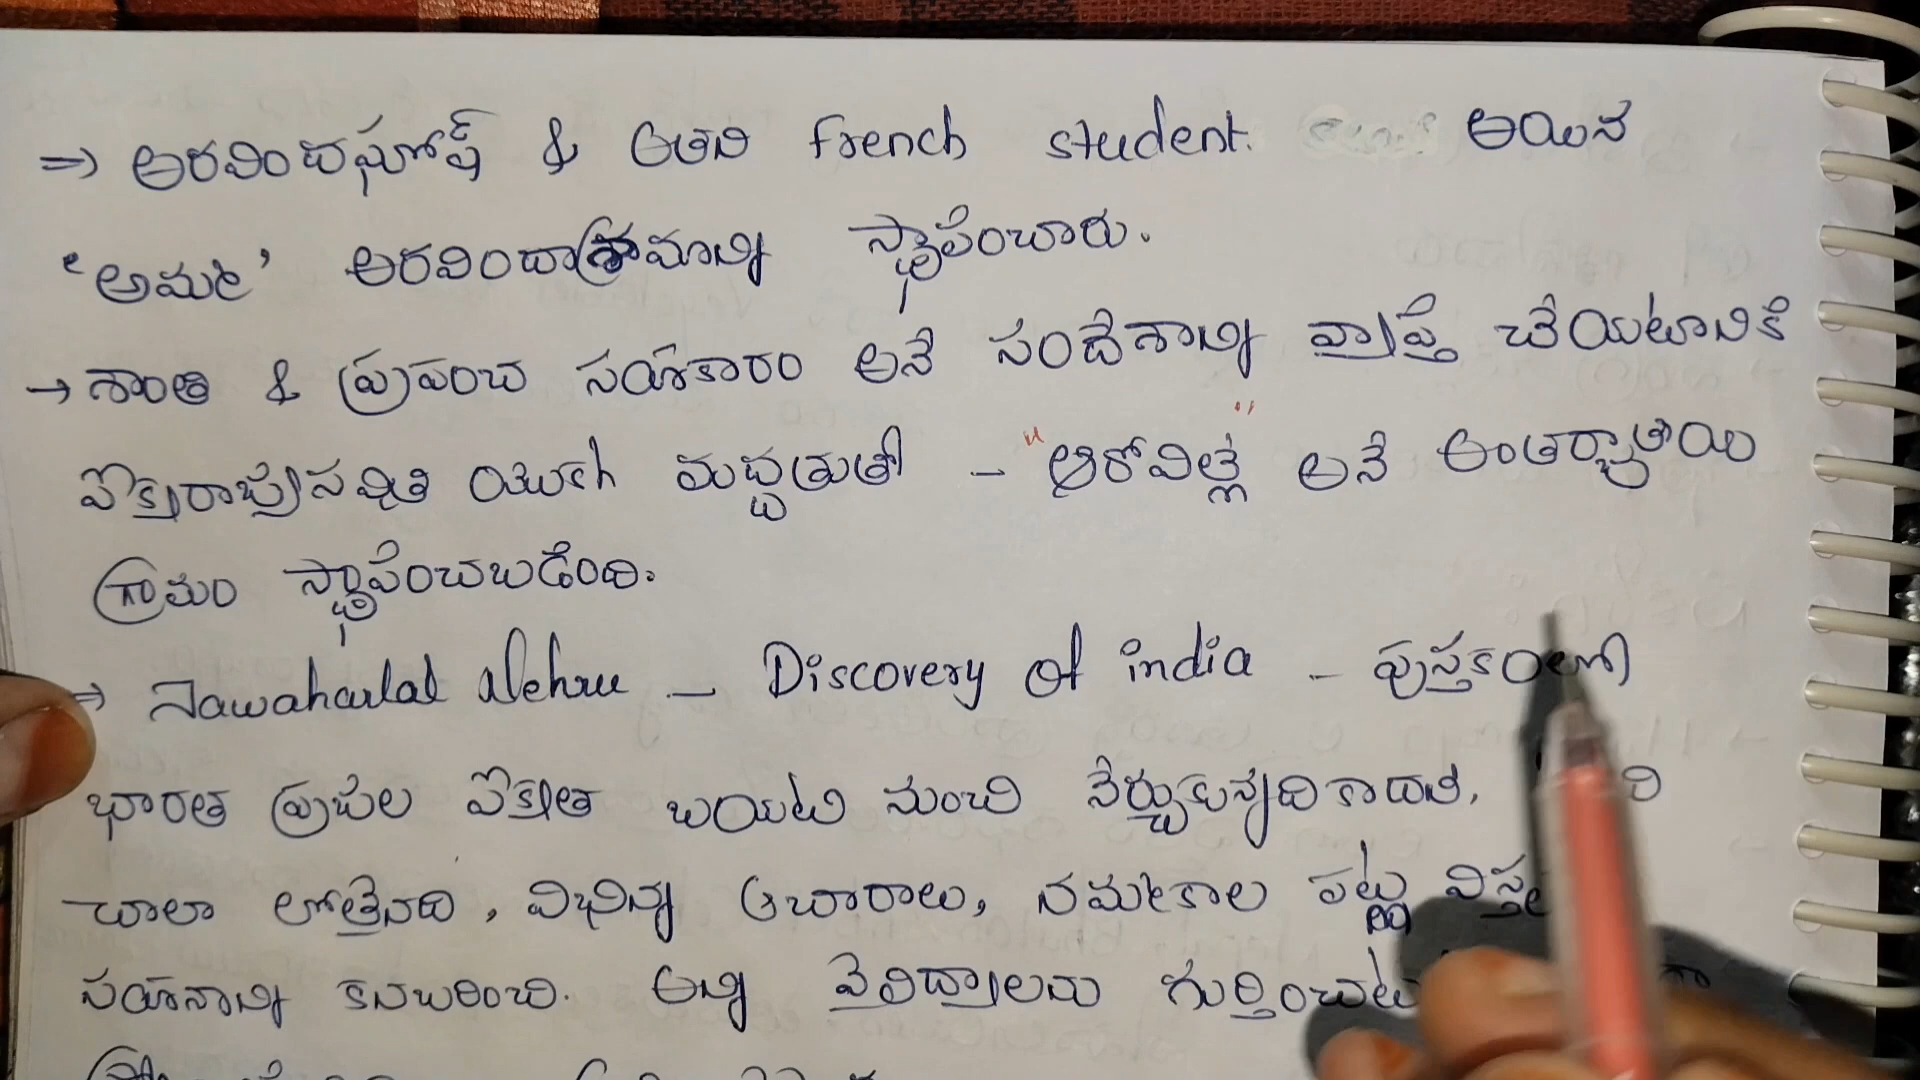 ⇒ అరవిందఘోష్ & అతని french student. అయిన
'అమ్మ' అరవిందాశ్రమాన్ని స్థాపించారు.
→ శాంతి & ప్రపంచ సహకారం అనే సందేశాన్ని వ్యాప్తి చేయటానికి
ఐక్యరాజ్యసమితి యొక్క మద్దతుతో - "ఆరోవిల్లే" అనే అంతర్జాతీయ
గ్రామం స్థాపించబడింది.
⇒ Jawaharlal Nehru - Discovery of india - పుస్తకంలో
భారత ప్రజల ఐక్యత బయట నుంచి నేర్చుకున్నదికాదని,
చాలా లోతైనది, విభిన్న ఆచారాలు, నమ్మకాల పట్ల
సహనాన్ని కనబరించి. అన్ని వైవిధ్యాలను